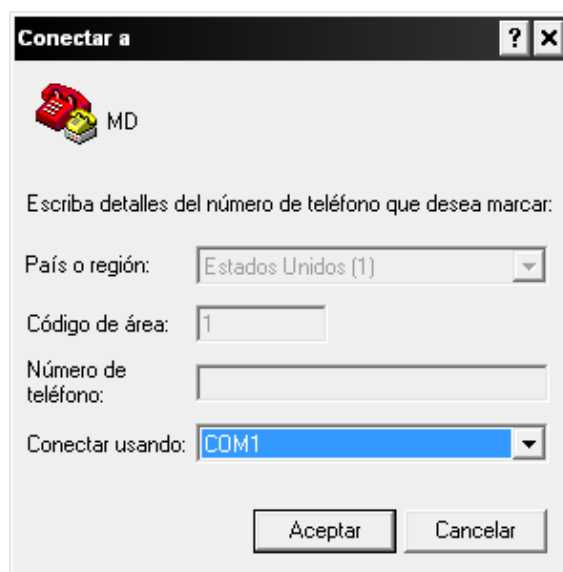 Conectar a
MD
Escriba detalles del número de teléfono que desea marcar:
País o región: Estados Unidos (1)
Código de área: 1
Número de
teléfono:
Conectar usando: COM1
Aceptar Cancelar